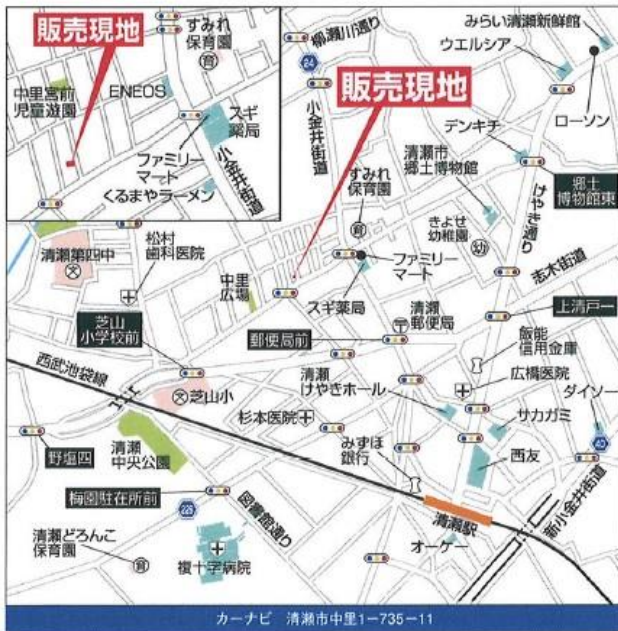 販売現地
すみれ
保育園
育
中里宮前
児童遊園
ENEOS
スギ
薬局
ファミリー
マート
くるまやラーメン
小金井街道
柳瀬川通り
24
小金井街道
販売現地
みらい清瀬新鮮館
ウエルシア
ローソン
デンキチ
清瀬市
郷土博物館
郷土
博物館東
けやき通り
すみれ
保育園
育
きよせ
幼稚園
幼
志木街道
ファミリー
マート
スギ薬局
清瀬第四中
文
松村
歯科医院
中里
広場
芝山
小学校前
郵便局前
清瀬
郵便局
上清戸一
飯能
信用金庫
広橋医院
西武池袋線
文芝山小
清瀬
けやきホール
サカガミ
ダイソー
40
杉本医院
みずほ
銀行
西友
野塩四
清瀬
中央公園
梅園駐在所前
226
図書館通り
清瀬駅
新小金井街道
オーケー
清瀬どろんこ
保育園
育
複十字病院
カーナビ 清瀬市中里1-735-11